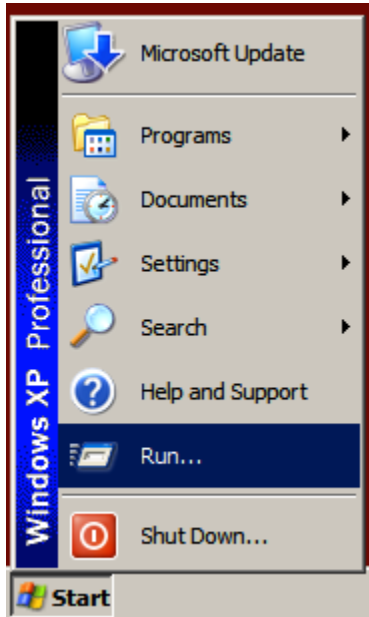 Microsoft Update
Programs
Documents
Settings
Search
Help and Support
Run...
Shut Down...
Windows XP Professional
Start